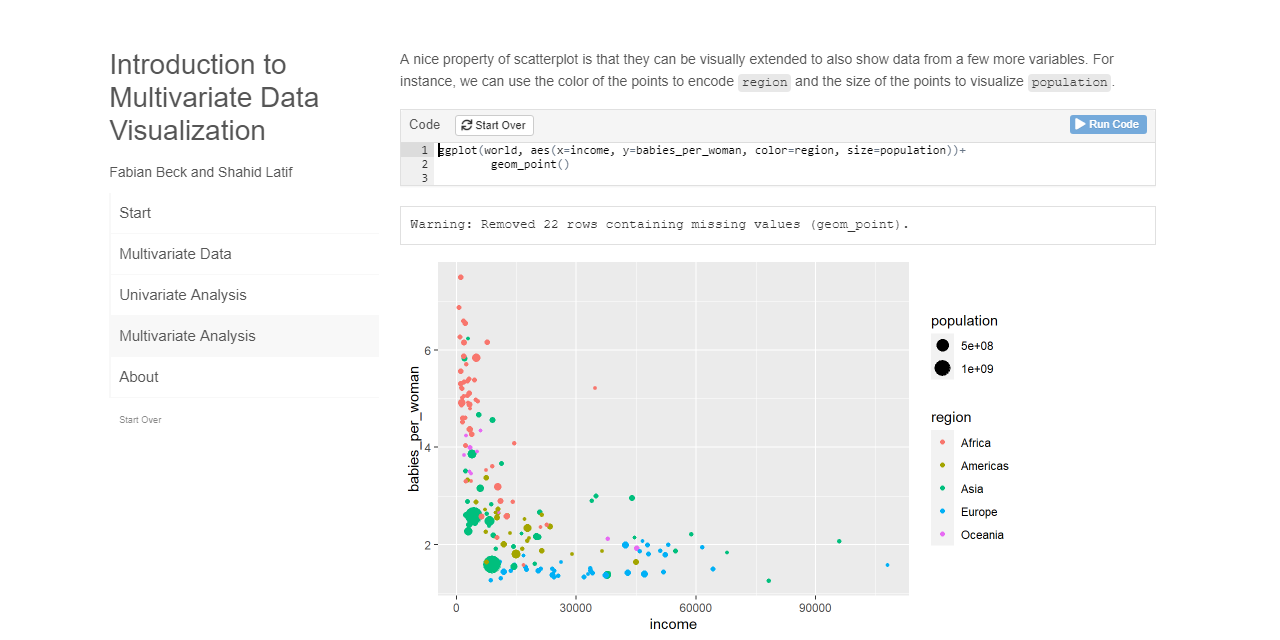 Introduction to
Multivariate Data
Visualization
Fabian Beck and Shahid Latif
Start
Multivariate Data
Univariate Analysis
Multivariate Analysis
About
Start Over
A nice property of scatterplot is that they can be visually extended to also show data from a few more variables. For
instance, we can use the color of the points to encode region and the size of the points to visualize population.
Code Start Over Run Code
1 ggplot(world, aes(x=income, y=babies_per_woman, color=region, size=population))+
2 geom_point()
3
Warning: Removed 22 rows containing missing values (geom_point).
babies_per_woman
6
4
2
0 30000 60000 90000
income
population
5e+08
1e+09
region
Africa
Americas
Asia
Europe
Oceania